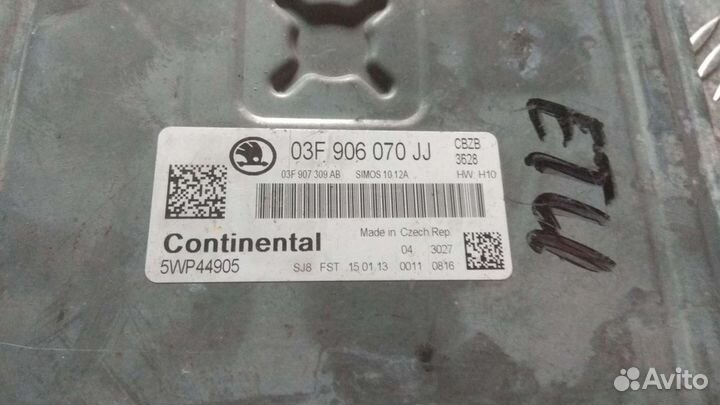 03F 906 070 JJ
CBZB
3628
03F 907 309 AB SIMOS 10.12A HW: H10
Continental
Made in Czech.Rep.
04 3027
5WP44905
SJ8 FST 15.01.13 0011 0816
ETU
Avito